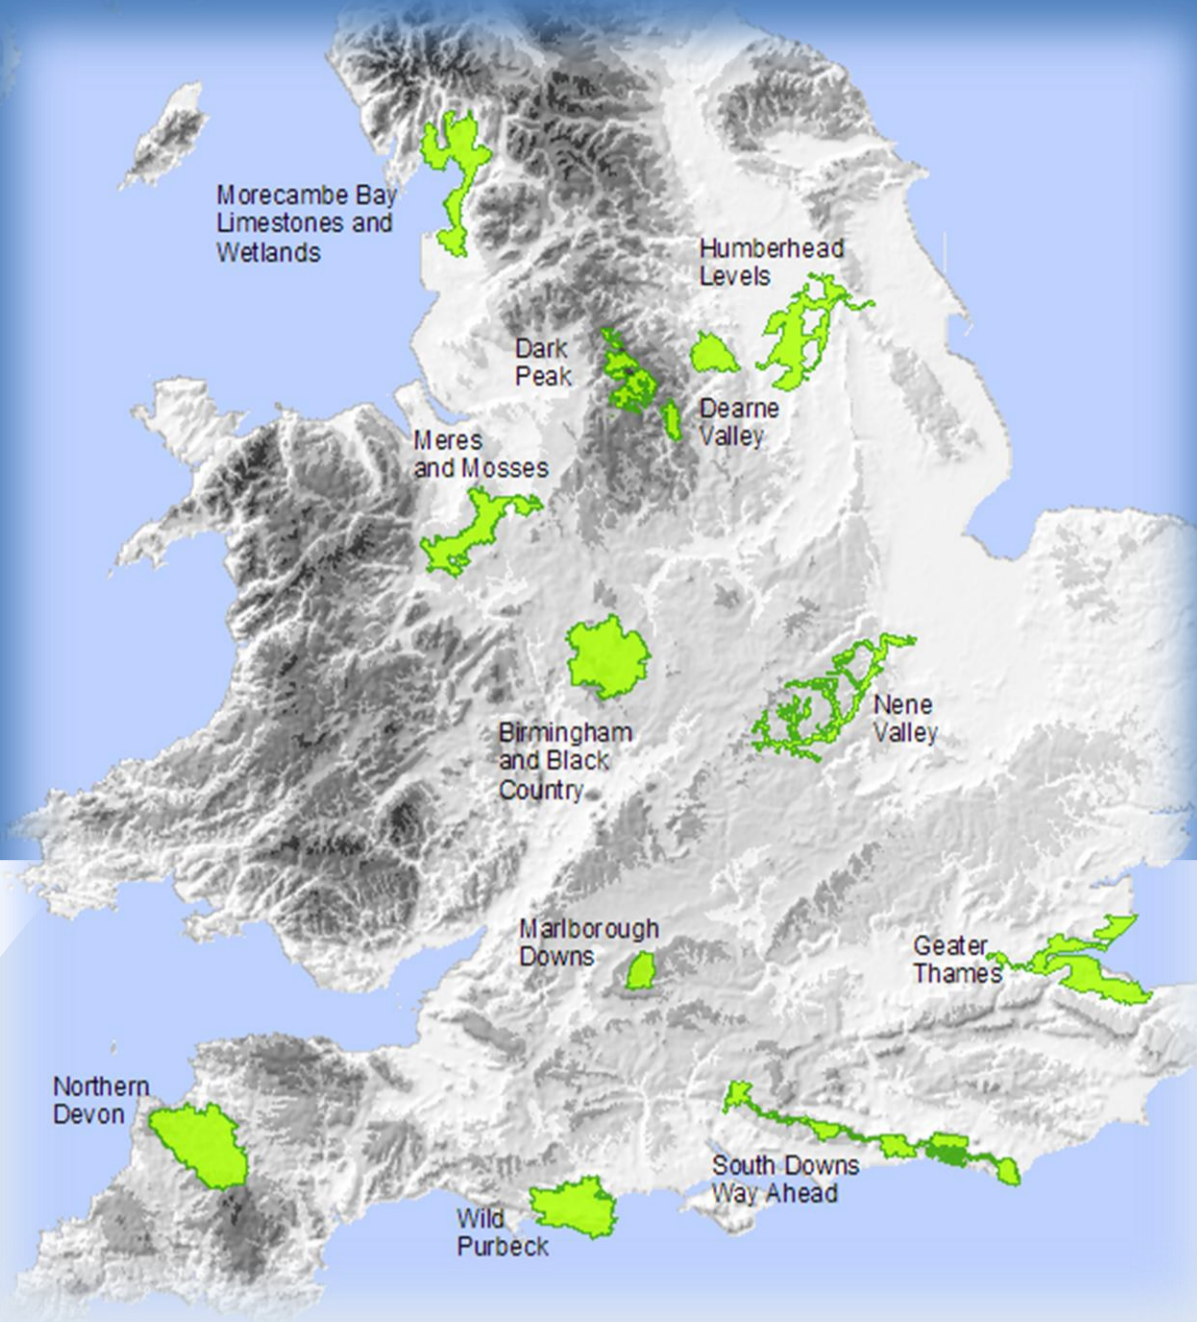 Morecambe Bay
Limestones and
Wetlands
Humberhead
Levels
Dark
Peak
Dearne
Valley
Meres
and Mosses
Birmingham
and Black
Country
Nene
Valley
Marlborough
Downs
Geater
Thames
Northern
Devon
South Downs
Way Ahead
Wild
Purbeck